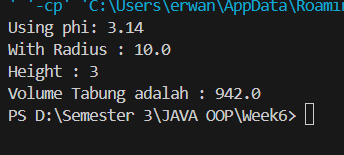 ' '-cp' 'C:\Users\erwan\AppData\Roami
Using phi: 3.14
With Radius : 10.0
Height : 3
Volume Tabung adalah : 942.0
PS D:\Semester 3\JAVA OOP\Week6>